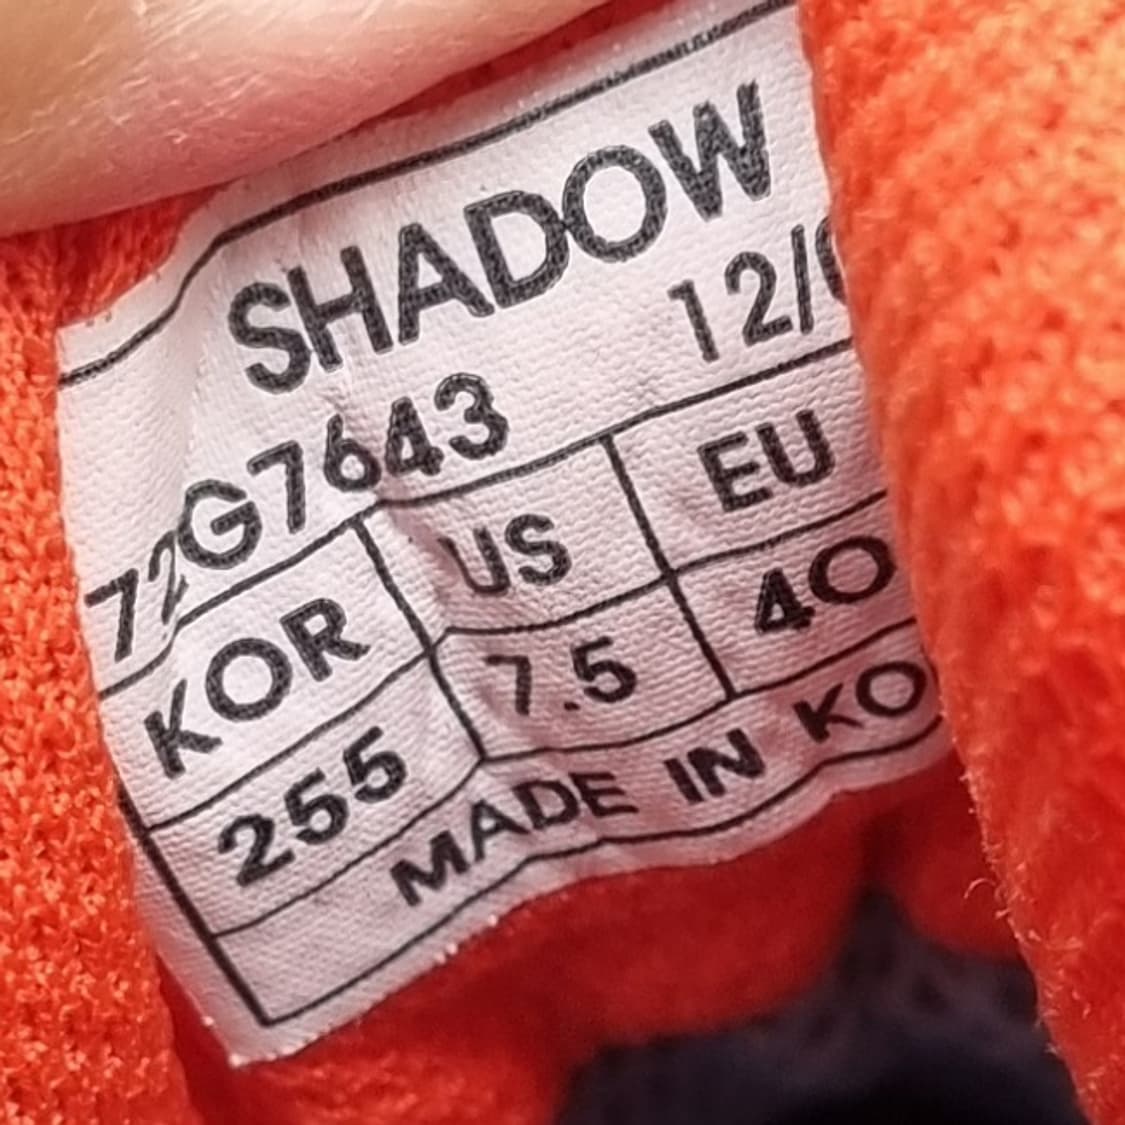 SHADOW
72G7643 12/
KOR US EU
255 7.5 40
MADE IN KO